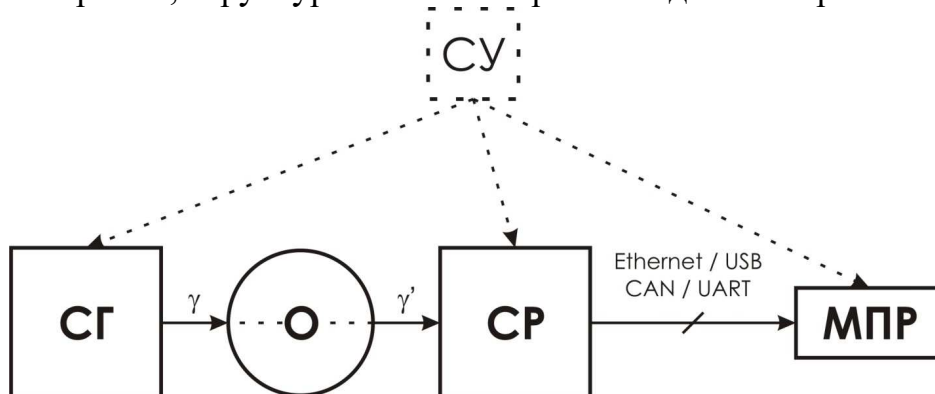 СУ
Ethernet / USB
CAN / UART
СГ
γ
О
γ’
СР
МПР